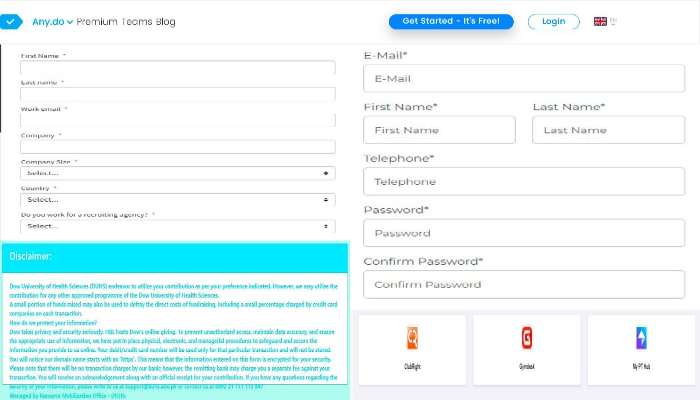 Any.do Premium Teams Blog
Get Started - It's Free!
Login
EN
First Name *
Last name *
Work email *
Company *
Company Size *
Select...
Country *
Select...
Do you work for a recruiting agency? *
Select...
E-Mail*
E-Mail
First Name*
Last Name*
First Name
Last Name
Telephone*
Telephone
Password*
Password
Confirm Password*
Confirm Password
Disclaimer:
Dow University of Health Sciences (DUHS) endeavor to utilize your contribution as per your preference indicated. However, we may utilise the
contribution for any other approved programme of the Dow University of Health Sciences.
A small portion of funds raised may also be used to defray the direct costs of fundraising, including a small percentage charged by credit card
companies on each transaction.
How do we protect your information?
Dow takes privacy and security seriously. HBL hosts Dow's online giving. To prevent unauthorized access, maintain data accuracy, and ensure
the appropriate use of information, we have put in place physical, electronic, and managerial procedures to safeguard and secure the
information you provide to us online. Your debit/credit card number will be used only for that particular transaction and will not be stored.
You will notice our domain name starts with as 'https'. This means that the information entered on this form is encrypted for your security.
Please note that there will be no transaction charges by our bank; however, the remitting bank may charge you a separate fee against your
transaction. You will receive an acknowledgement along with an official receipt for your contribution. If you have any questions regarding the
security of your information, please write to us at support@duhs.edu.pk or contact us at 0092 21 111 113 847
Managed by Resource Mobilization Office - DUHS.
ClubRight
Gymdesk
My PT Hub